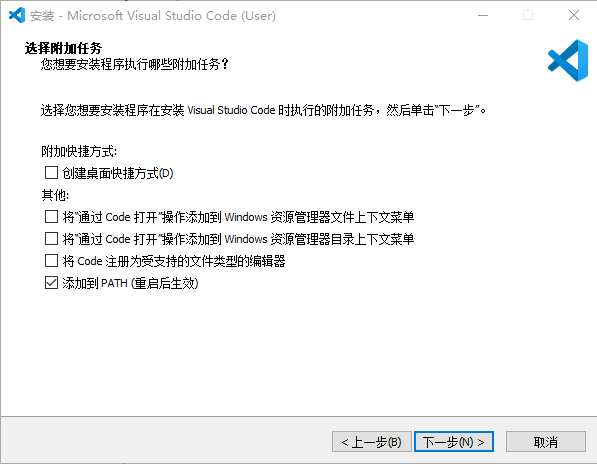 安装 - Microsoft Visual Studio Code (User)
选择附加任务
您想要安装程序执行哪些附加任务?
选择您想要安装程序在安装 Visual Studio Code 时执行的附加任务，然后单击“下一步”。
附加快捷方式:
创建桌面快捷方式(D)
其他:
将“通过 Code 打开”操作添加到 Windows 资源管理器文件上下文菜单
将“通过 Code 打开”操作添加到 Windows 资源管理器目录上下文菜单
将 Code 注册为受支持的文件类型的编辑器
添加到 PATH (重启后生效)
< 上一步(B) 下一步(N) > 取消